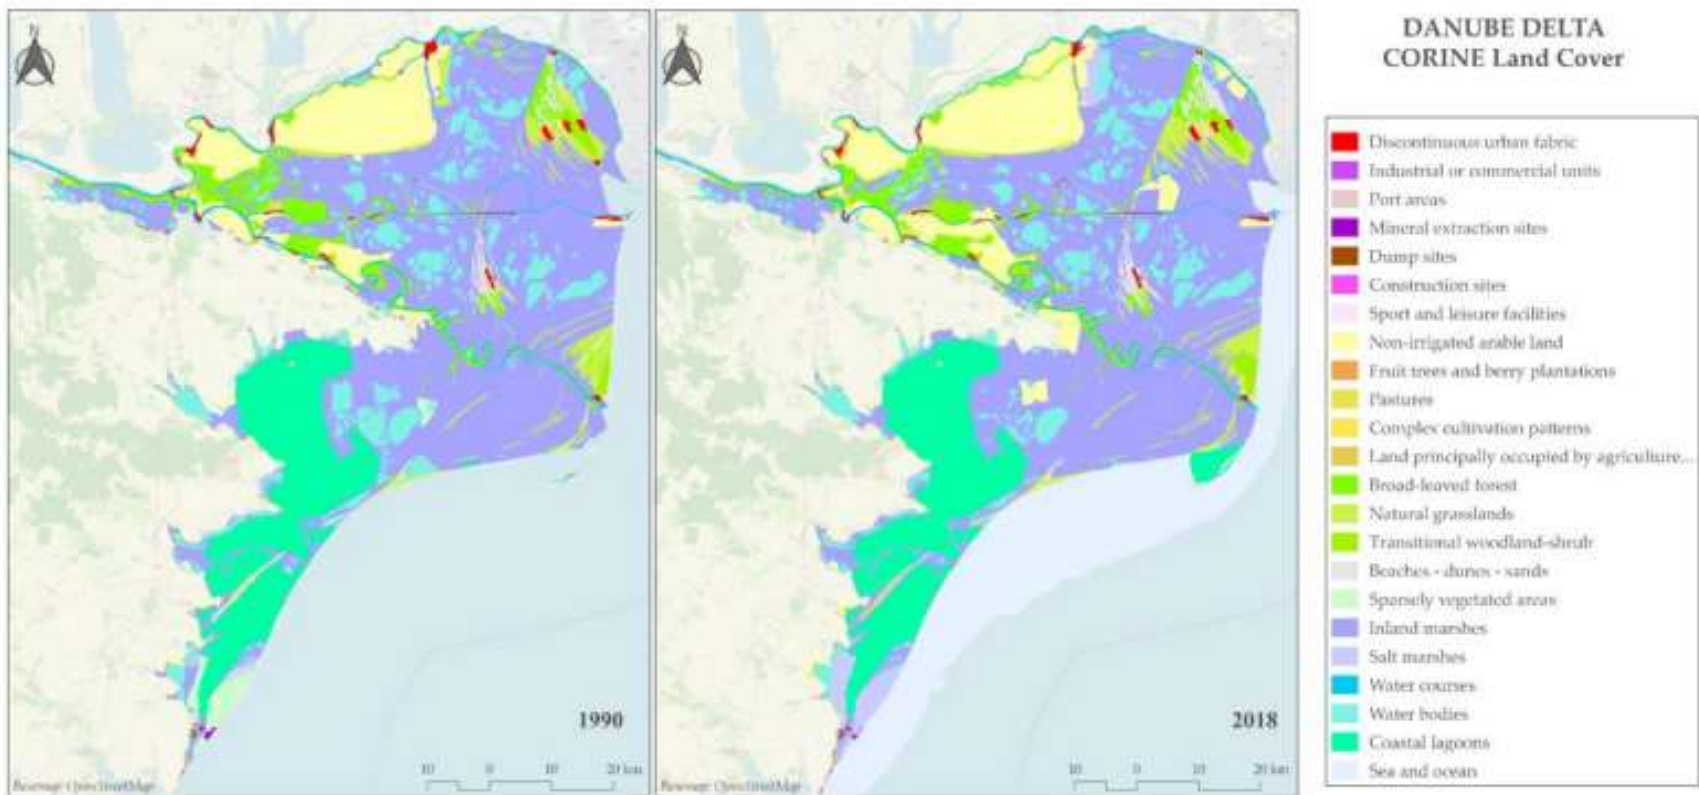 N
1990
10 0 10 20 km
Basemap OpenStreetMap
N
2018
10 0 10 20 km
Basemap OpenStreetMap
DANUBE DELTA
CORINE Land Cover
Discontinuous urban fabric
Industrial or commercial units
Port areas
Mineral extraction sites
Dump sites
Construction sites
Sport and leisure facilities
Non-irrigated arable land
Fruit trees and berry plantations
Pastures
Complex cultivation patterns
Land principally occupied by agriculture...
Broad-leaved forest
Natural grasslands
Transitional woodland-shrub
Beaches - dunes - sands
Sparsely vegetated areas
Inland marshes
Salt marshes
Water courses
Water bodies
Coastal lagoons
Sea and ocean